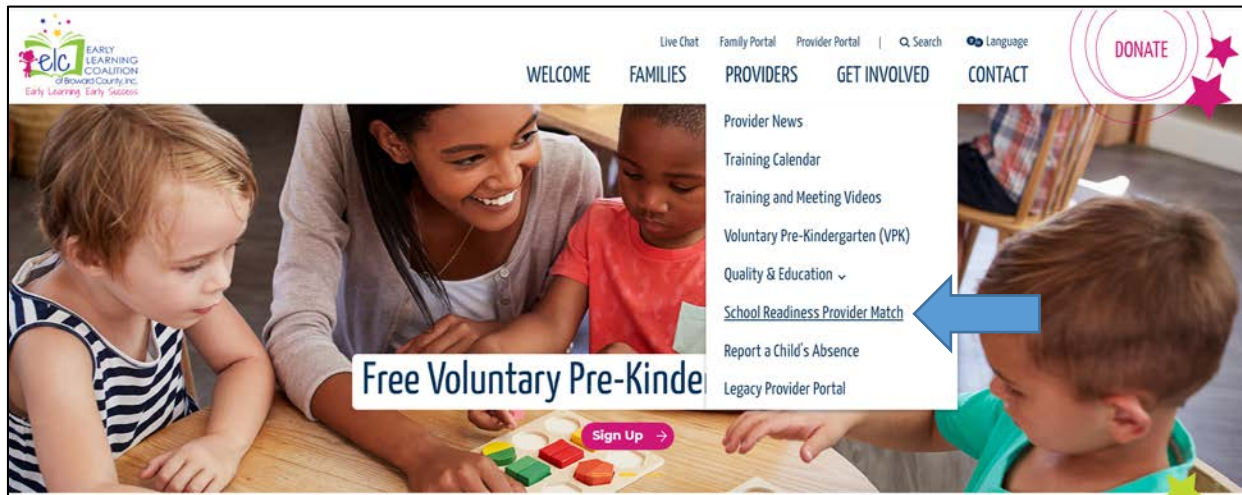 elc
EARLY
LEARNING
COALITION
of Broward County, Inc.
Early Learning. Early Success
Live Chat Family Portal Provider Portal | Search Language
DONATE
WELCOME FAMILIES PROVIDERS GET INVOLVED CONTACT
Provider News
Training Calendar
Training and Meeting Videos
Voluntary Pre-Kindergarten (VPK)
Quality & Education
School Readiness Provider Match
Report a Child's Absence
Legacy Provider Portal
Free Voluntary Pre-Kinde
Sign Up →